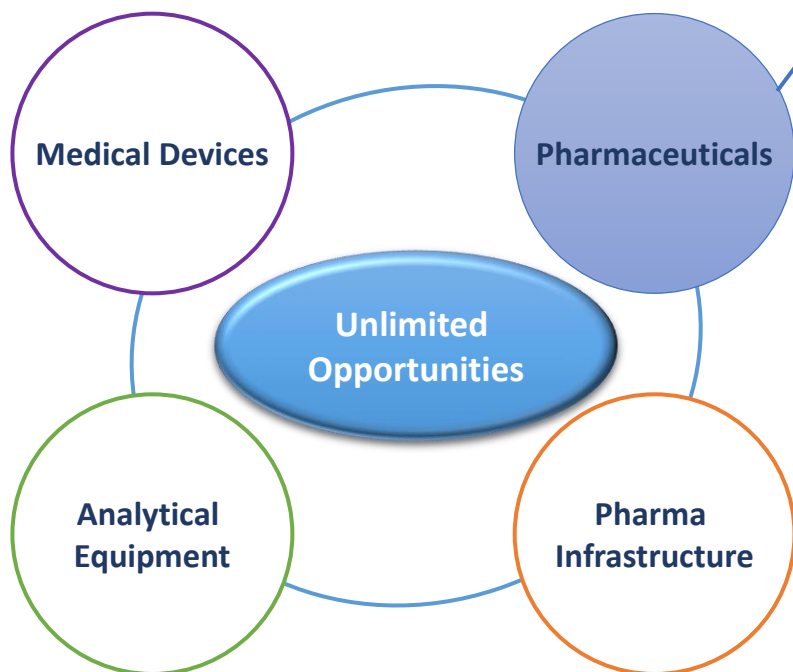 Medical Devices
Pharmaceuticals
Unlimited
Opportunities
Analytical
Equipment
Pharma
Infrastructure